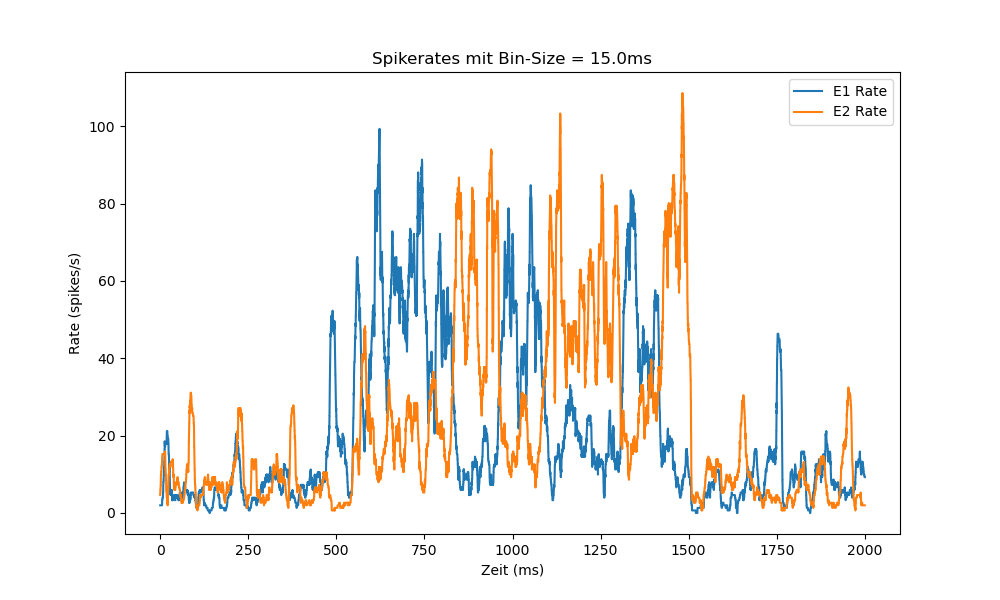 Spikerates mit Bin-Size = 15.0ms
E1 Rate
E2 Rate
100
80
60
40
20
0
Rate (spikes/s)
0 250 500 750 1000 1250 1500 1750 2000
Zeit (ms)